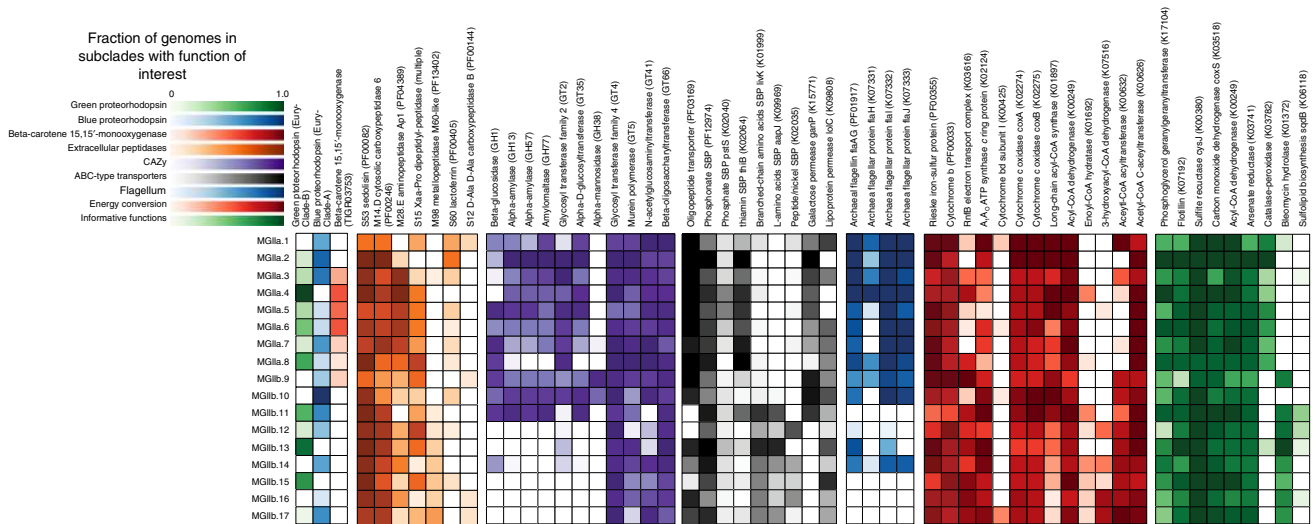 Fraction of genomes in
subclades with function of
interest
0
1.0
Green proteorhodopsin
Blue proteorhodopsin
Beta-carotene 15,15′-monooxygenase
Extracellular peptidases
CAZy
ABC-type transporters
Flagellum
Energy conversion
Informative functions
Green proteorhodopsin (Eury-
Clade-B)
Blue proteorhodopsin (Eury-
Clade-A)
Beta-carotene 15,15′-monooxygenase
(TIGR03753)
S53 sedolisin (PF00082)
M14.D cytosolic carboxypeptidase 6
(PF00246)
M28.E aminopeptidase Ap1 (PF04389)
S15 Xaa-Pro dipeptidyl-peptidase (multiple)
M98 metallopeptidase M60-like (PF13402)
S60 lactoferrin (PF00405)
S12 D-Ala D-Ala carboxypeptidase B (PF00144)
Beta-glucosidase (GH1)
Alpha-amylase (GH13)
Alpha-amylase (GH57)
Amylomaltase (GH77)
Glycosyl transferase family 2 (GT2)
Alpha-D-glucosyltransferase (GT35)
Alpha-mannosidase (GH38)
Glycosyl transferase family 4 (GT4)
Murein polymerase (GT5)
N-acetylglucosaminyltransferase (GT41)
Beta-oligosaccharyltransferase (GT66)
Oligopeptide transporter (PF03169)
Phosphonate SBP (PF12974)
Phosphate SBP pstS (K02040)
thiamin SBP thiB (K02064)
Branched-chain amino acids SBP livK (K01999)
L-amino acids SBP aapJ (K09969)
Peptide/nickel SBP (K02035)
Galactose permease ganP (K15771)
Lipoprotein permease lolC (K09808)
Archaeal flagellin flaAG (PF01917)
Archaeal flagellar protein flaH (K07331)
Archaeal flagellar protein flaI (K07332)
Archaeal flagellar protein flaJ (K07333)
Rieske iron-sulfur protein (PF00355)
Cytochrome b (PF00033)
RnfB electron transport complex (K03616)
A₁A₀ ATP synthase c ring protein (K02124)
Cytochrome bd subunit I (K00425)
Cytochrome c oxidase coxA (K02274)
Cytochrome c oxidase coxB (K02275)
Long-chain acyl-CoA synthase (K01897)
Acyl-CoA dehydrogenase (K00249)
Enoyl-CoA hydratase (K01692)
3-hydroxyacyl-CoA dehydrogenase (K07516)
Acetyl-CoA acyltransferase (K00632)
Acetyl-CoA C-acetyltransferase (K00626)
Phosphoglycerol geranylgeranyltransferase (K17104)
Flotillin (K07192)
Sulfite reductase cysJ (K00380)
Carbon monoxide dehydrogenase coxS (K03518)
Acyl-CoA dehydrogenase (K00249)
Arsenate reductase (K03741)
Catalase-peroxidase (K03782)
Bleomycin hydrolase (K01372)
Sulfolipid biosynthesis sqdB (K06118)
MGIIa.1
MGIIa.2
MGIIa.3
MGIIa.4
MGIIa.5
MGIIa.6
MGIIa.7
MGIIa.8
MGIIb.9
MGIIb.10
MGIIb.11
MGIIb.12
MGIIb.13
MGIIb.14
MGIIb.15
MGIIb.16
MGIIb.17